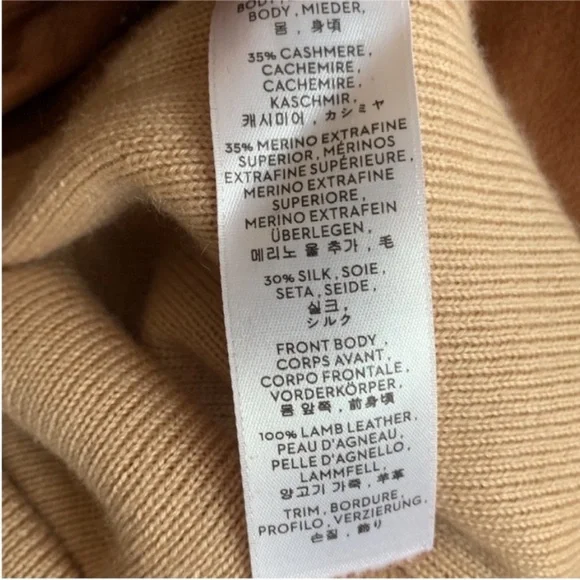 BODY, MIEDER,
몸, 身頃
35% CASHMERE,
CACHEMIRE,
CACHEMIRE,
KASCHMIR,
캐시미어, カシミヤ
35% MERINO EXTRAFINE
SUPERIOR, MÉRINOS
EXTRAFINE SUPÉRIEURE,
MERINO EXTRAFINE
SUPERIORE,
MERINO EXTRAFEIN
ÜBERLEGEN,
메리노 울 추가, 毛
30% SILK, SOIE,
SETA, SEIDE,
실크,
シルク
FRONT BODY,
CORPS AVANT,
CORPO FRONTALE,
VORDERKÖRPER,
몸 앞쪽, 前身頃
100% LAMB LEATHER,
PEAU D'AGNEAU,
PELLE D'AGNELLO,
LAMMFELL,
양고기 가죽, 羊革
TRIM, BORDURE,
PROFILO, VERZIERUNG,
손질, 飾り